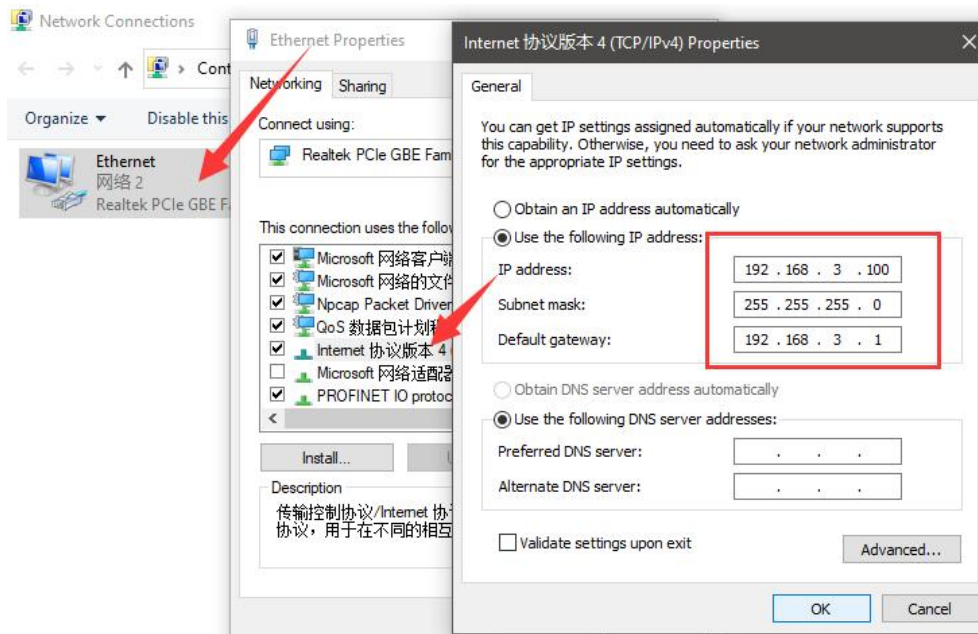 Network Connections
Cont
Organize
Disable this
Ethernet
网络 2
Realtek PCIe GBE F
Ethernet Properties
Networking
Sharing
Connect using:
Realtek PCIe GBE Fam
This connection uses the follow
Microsoft 网络客户端
Microsoft 网络的文件
Npcap Packet Driver
QoS 数据包计划程
Internet 协议版本 4
Microsoft 网络适配器
PROFINET IO protoc
Install...
Description
传输控制协议/Internet 协
协议，用于在不同的相互
Internet 协议版本 4 (TCP/IPv4) Properties
General
You can get IP settings assigned automatically if your network supports
this capability. Otherwise, you need to ask your network administrator
for the appropriate IP settings.
Obtain an IP address automatically
Use the following IP address:
IP address:
192 . 168 . 3 . 100
Subnet mask:
255 . 255 . 255 . 0
Default gateway:
192 . 168 . 3 . 1
Obtain DNS server address automatically
Use the following DNS server addresses:
Preferred DNS server:
. . .
Alternate DNS server:
. . .
Validate settings upon exit
Advanced...
OK
Cancel